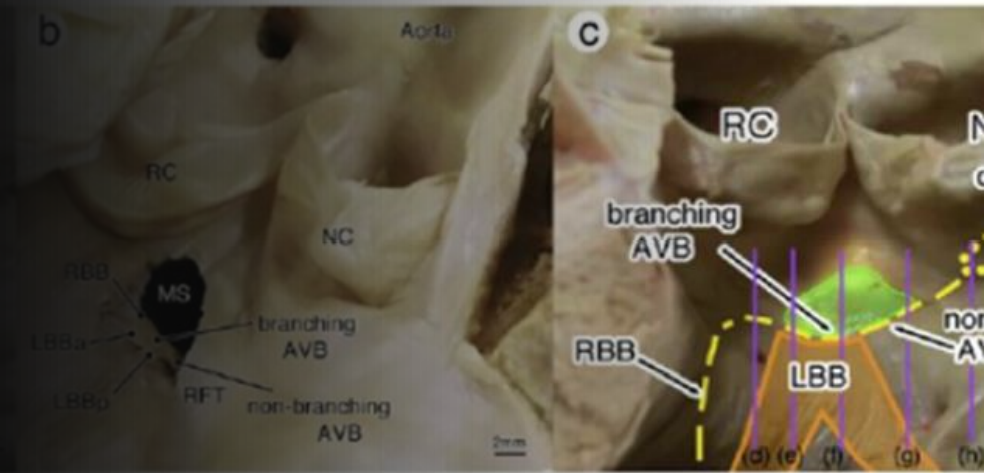 b
Aorta
RC
NC
RBB
MS
LBBa
branching
AVB
LBBp
RFT
non-branching
AVB
2mm
c
RC
branching
AVB
RBB
LBB
(d) (e) (f) (g) (h)